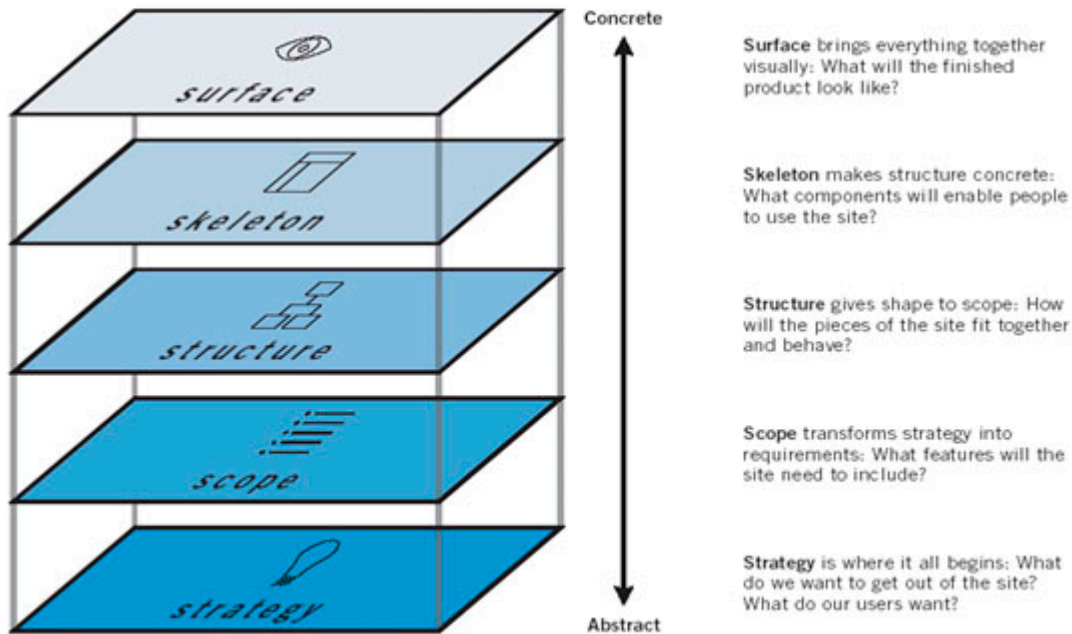 surface
skeleton
structure
scope
strategy
Concrete
Abstract
Surface brings everything together
visually: What will the finished
product look like?
Skeleton makes structure concrete:
What components will enable people
to use the site?
Structure gives shape to scope: How
will the pieces of the site fit together
and behave?
Scope transforms strategy into
requirements: What features will the
site need to include?
Strategy is where it all begins: What
do we want to get out of the site?
What do our users want?